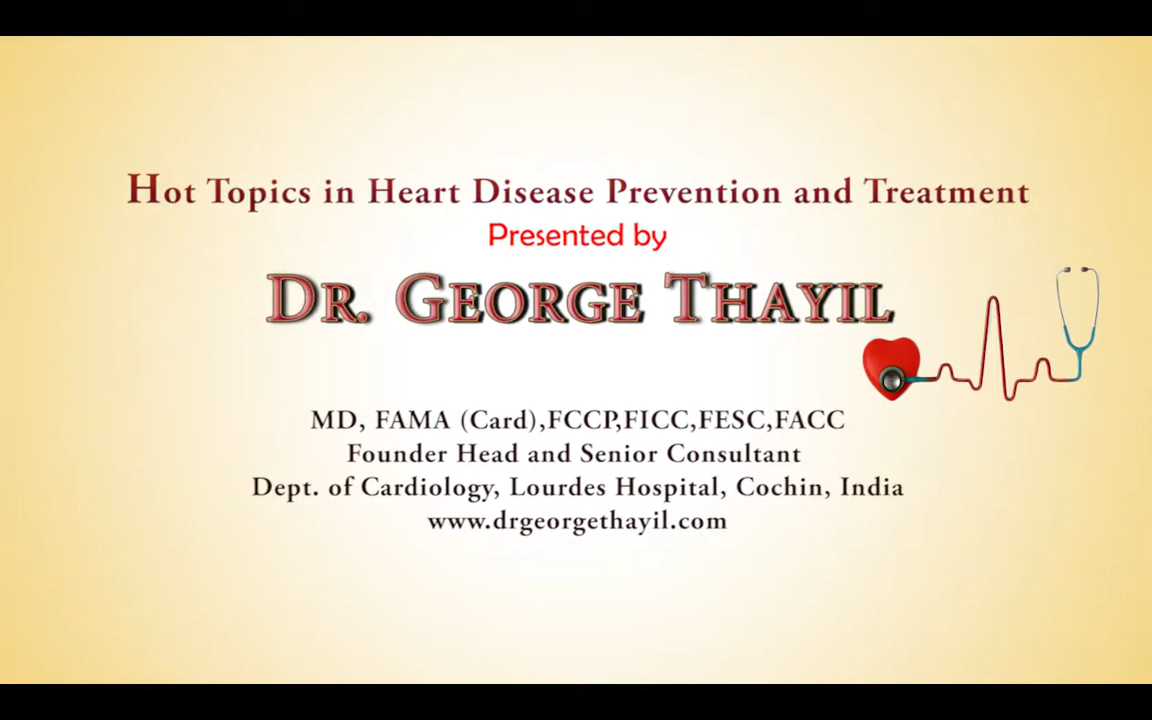 Hot Topics in Heart Disease Prevention and Treatment
Presented by
Dr. George Thayil
MD, FAMA (Card),FCCP,FICC,FESC,FACC
Founder Head and Senior Consultant
Dept. of Cardiology, Lourdes Hospital, Cochin, India
www.drgeorgethayil.com